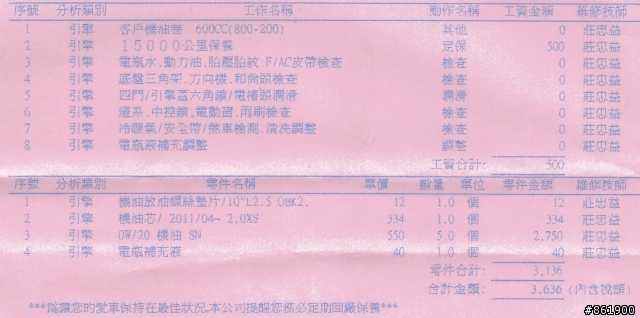 序號 分析類別 工作名稱 動作名稱 工資金額 維修技師
1 引擎 客戶機油卷 600CC(800-200) 其他 0 莊忠益
2 引擎 15000公里保養 定保 500 莊忠益
3 引擎 電瓶水.動力油.胎壓胎紋.F/AC皮帶檢查 檢查 0 莊忠益
4 引擎 底盤三角架.方向機.和尚頭檢查 檢查 0 莊忠益
5 引擎 四門/引擎蓋六角鎖/電樁頭潤滑 潤滑 0 莊忠益
6 引擎 燈系.中控鎖.電動窗.雨刷檢查 檢查 0 莊忠益
7 引擎 冷暖氣/安全帶/煞車檢測.清洗調整 檢查 0 莊忠益
8 引擎 電瓶液補充調整 調整 0 莊忠益
工資合計: 500
序號 分析類別 零件名稱 單價 數量 單位 零件金額 維修技師
1 引擎 機油放油螺絲墊片/10"L2.5 12 1.0 個 12 莊忠益
2 引擎 機油芯/ 2011/04~ 2.0XS 334 1.0 個 334 莊忠益
3 引擎 0W/20 機油 SN 550 5.0 個 2,750 莊忠益
4 引擎 電瓶補充液 40 1.0 個 40 莊忠益
零件合計: 3,136
合計金額: 3,636 (內含稅額)
***為讓您的愛車保持在最佳狀況,本公司提醒您務必定期回廠保養***
#861900